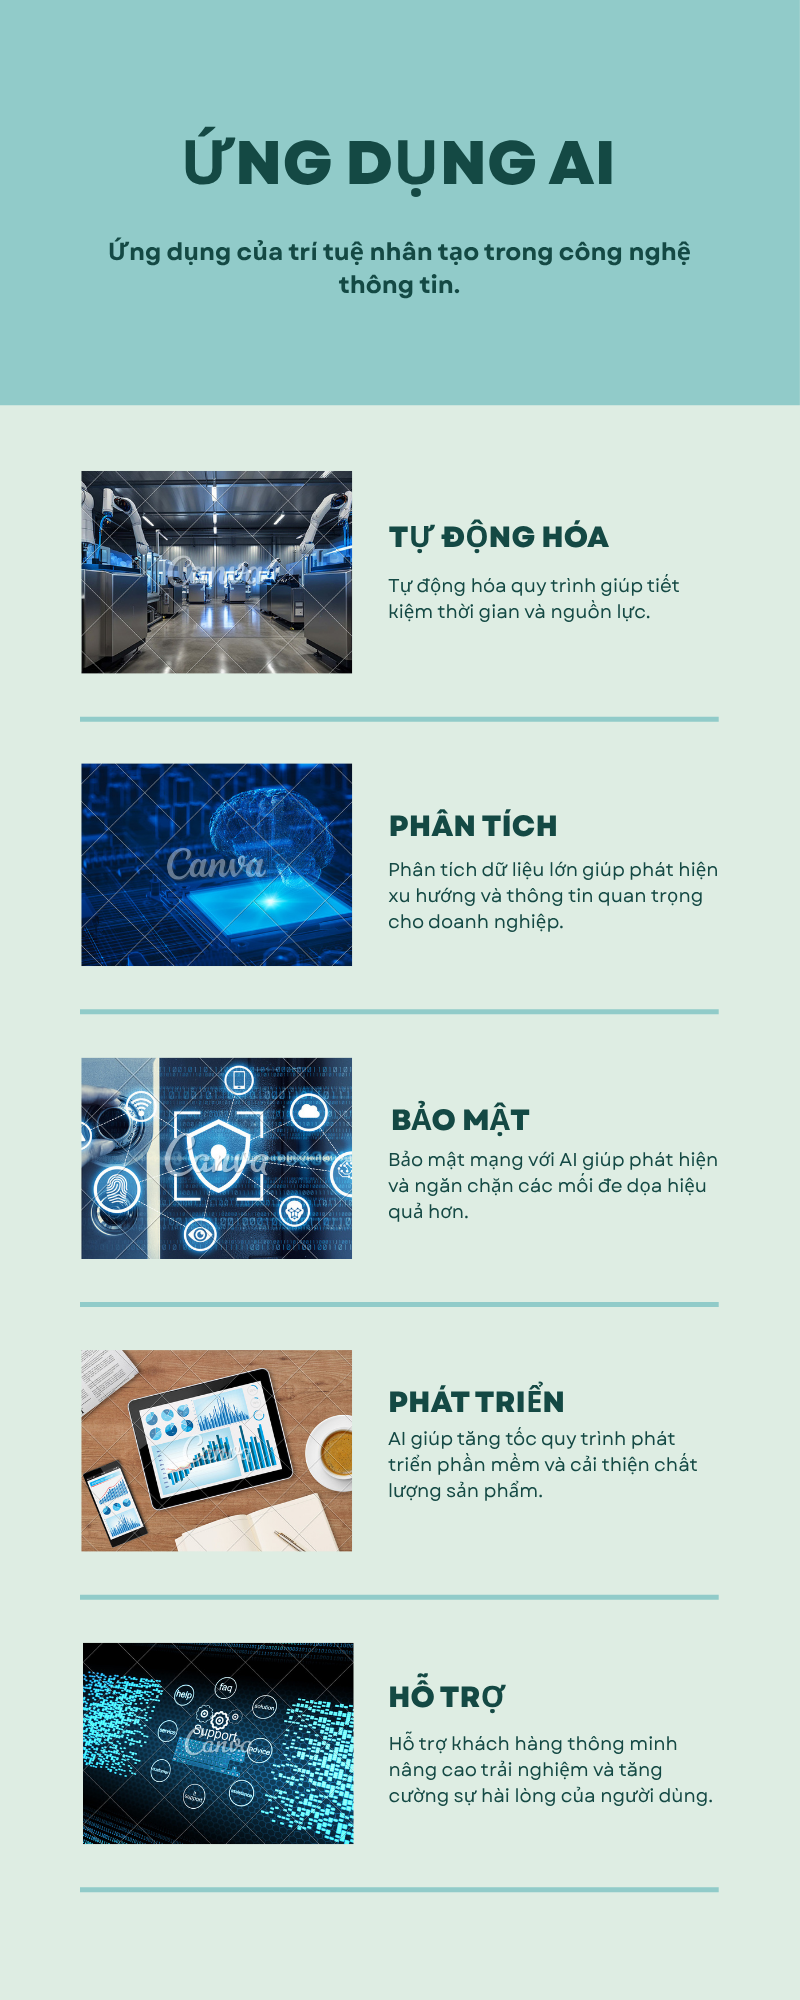 ỨNG DỤNG AI
Ứng dụng của trí tuệ nhân tạo trong công nghệ
thông tin.
Canva
TỰ ĐỘNG HÓA
Tự động hóa quy trình giúp tiết
kiệm thời gian và nguồn lực.
Canva
PHÂN TÍCH
Phân tích dữ liệu lớn giúp phát hiện
xu hướng và thông tin quan trọng
cho doanh nghiệp.
Canva
BẢO MẬT
Bảo mật mạng với AI giúp phát hiện
và ngăn chặn các mối đe dọa hiệu
quả hơn.
Canva
PHÁT TRIỂN
AI giúp tăng tốc quy trình phát
triển phần mềm và cải thiện chất
lượng sản phẩm.
help
faq
solution
service
Support
advice
Canva
customer
support
assistance
HỖ TRỢ
Hỗ trợ khách hàng thông minh
nâng cao trải nghiệm và tăng
cường sự hài lòng của người dùng.